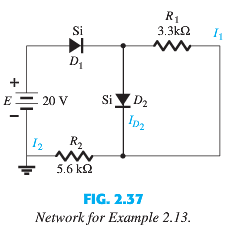 R1
Si
3.3kΩ
I1
D1
+
E
20 V
Si
D2
−
ID2
I2
R2
5.6 kΩ
FIG. 2.37
Network for Example 2.13.